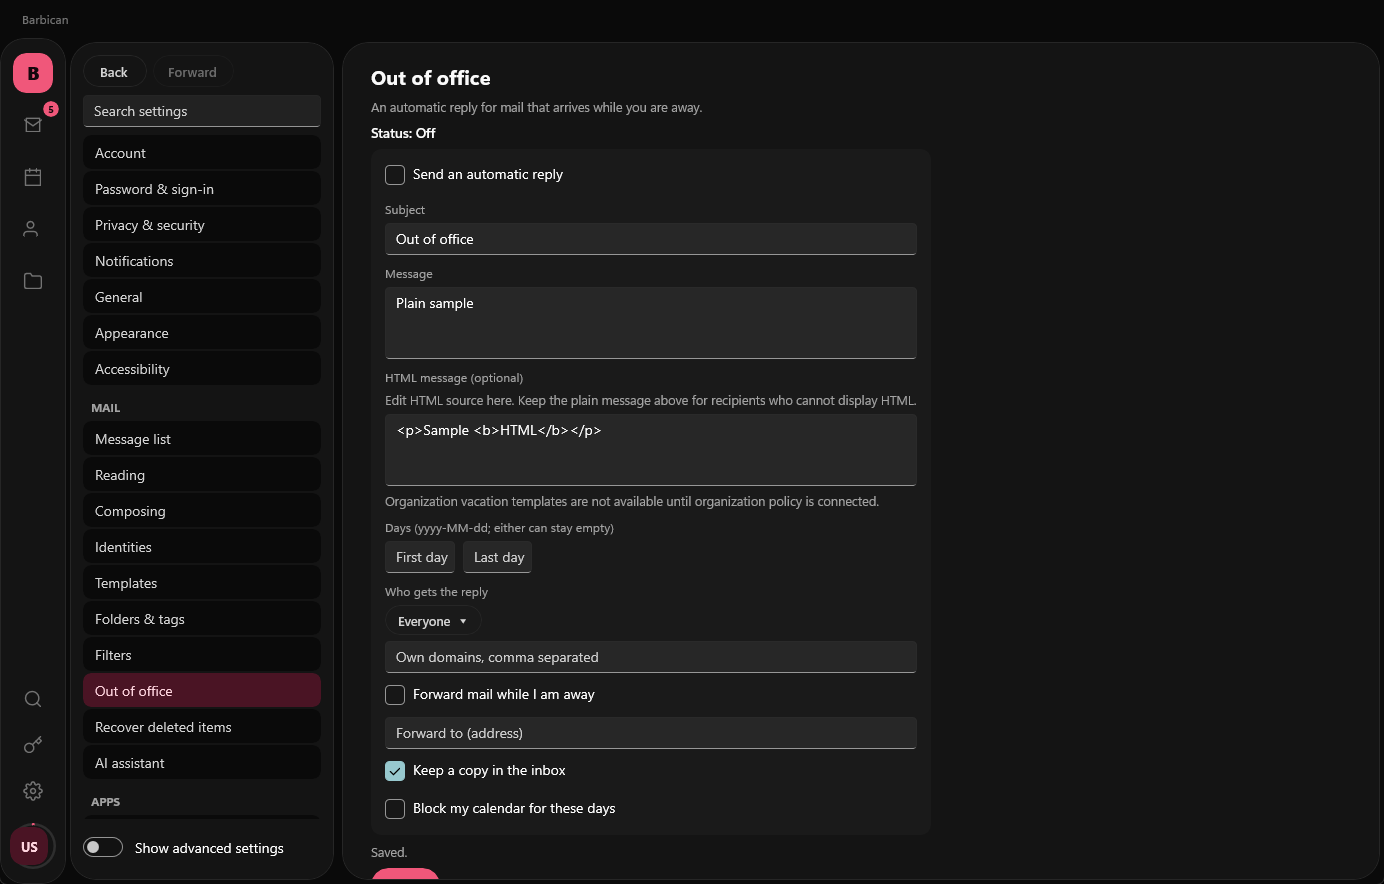 Barbican
B
5
US
Back
Forward
Search settings
Account
Password & sign-in
Privacy & security
Notifications
General
Appearance
Accessibility
MAIL
Message list
Reading
Composing
Identities
Templates
Folders & tags
Filters
Out of office
Recover deleted items
AI assistant
APPS
Show advanced settings
Out of office
An automatic reply for mail that arrives while you are away.
Status: Off
Send an automatic reply
Subject
Out of office
Message
Plain sample
HTML message (optional)
Edit HTML source here. Keep the plain message above for recipients who cannot display HTML.
<p>Sample <b>HTML</b></p>
Organization vacation templates are not available until organization policy is connected.
Days (yyyy-MM-dd; either can stay empty)
First day
Last day
Who gets the reply
Everyone
Own domains, comma separated
Forward mail while I am away
Forward to (address)
Keep a copy in the inbox
Block my calendar for these days
Saved.